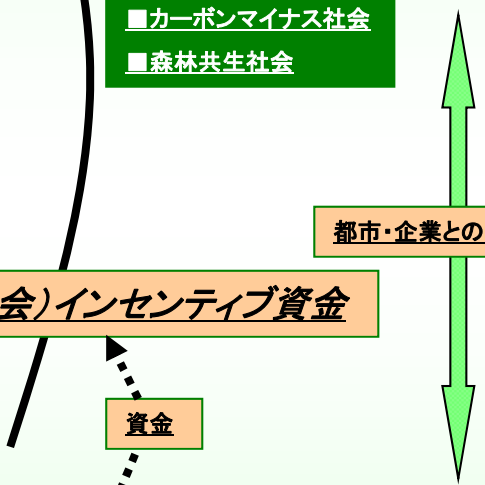 ■カーボンマイナス社会
■森林共生社会
都市・企業との
会）インセンティブ資金
資金